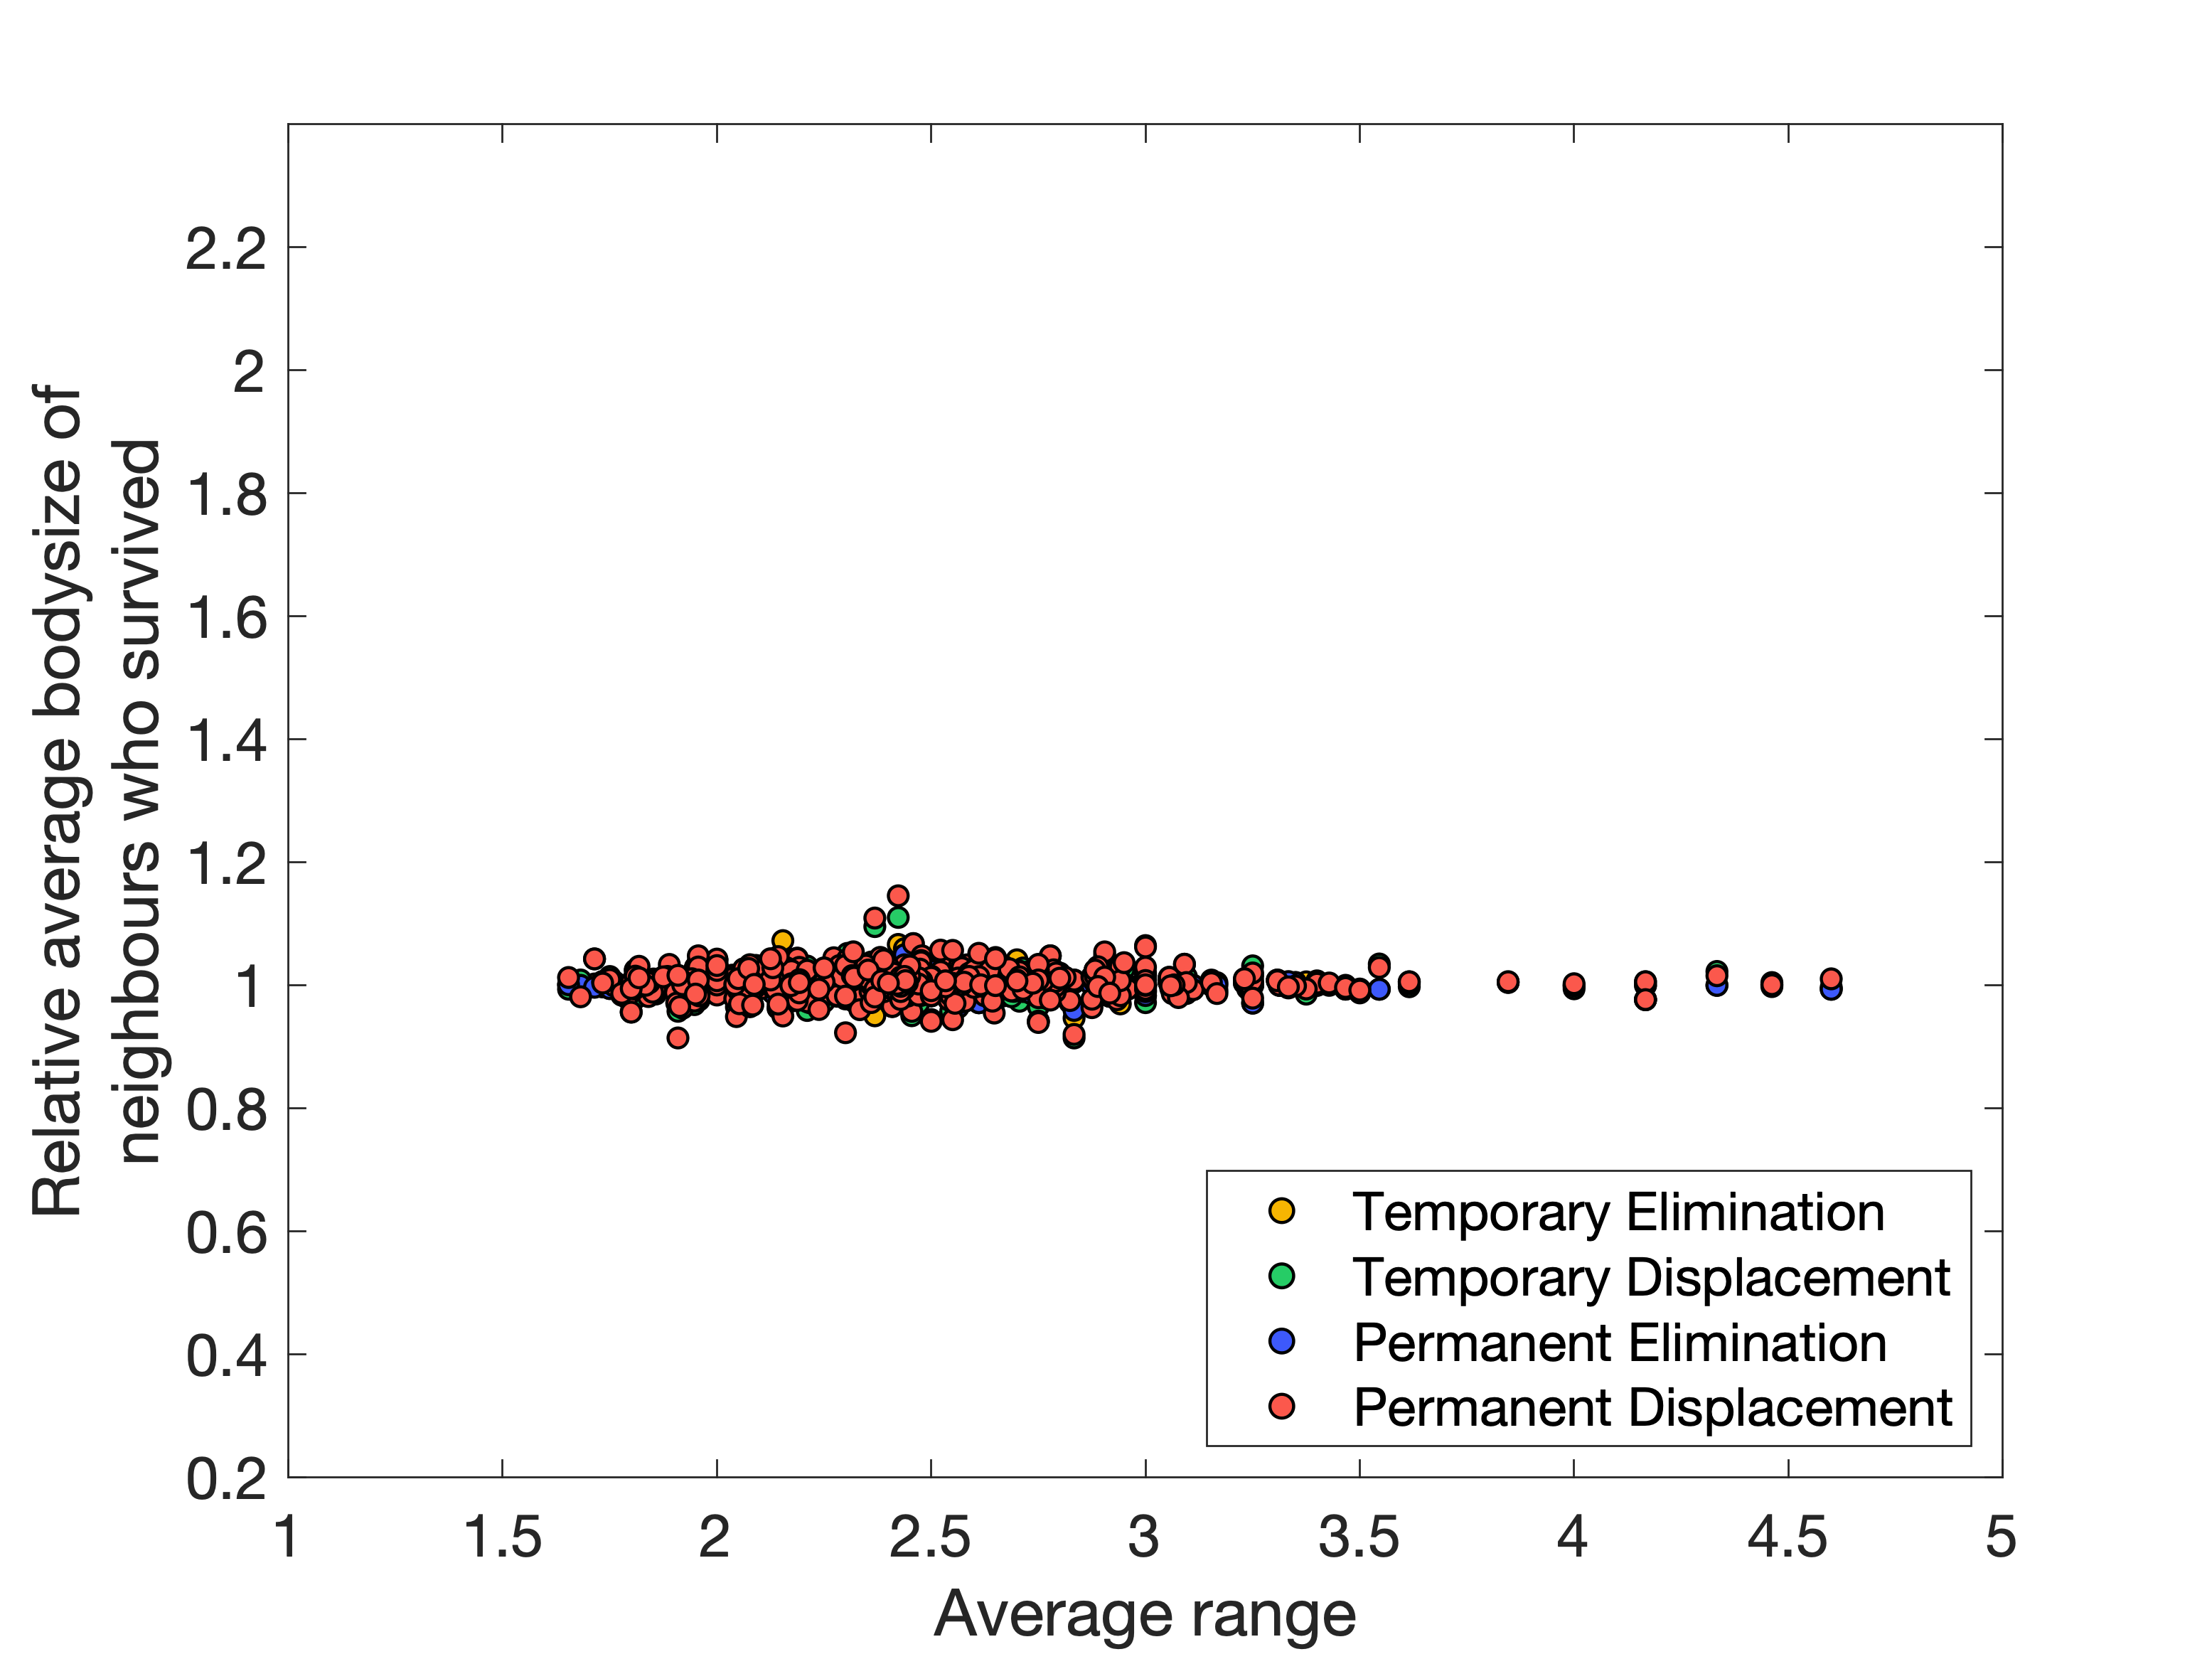 2.2
2
1.8
1.6
1.4
1.2
1
0.8
0.6
0.4
0.2
Relative average bodysize of
neighbours who survived
Temporary Elimination
Temporary Displacement
Permanent Elimination
Permanent Displacement
1 1.5 2 2.5 3 3.5 4 4.5 5
Average range